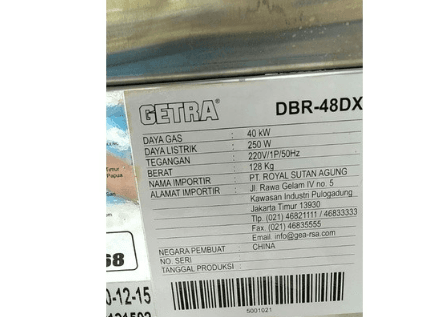 GETRA® DBR-48DX
DAYA GAS : 40 kW
DAYA LISTRIK : 250 W
TEGANGAN : 220V/1P/50Hz
BERAT : 128 Kg
NAMA IMPORTIR : PT. ROYAL SUTAN AGUNG
ALAMAT IMPORTIR : Jl. Rawa Gelam IV no. 5
Kawasan Industri Pulogadung
Jakarta Timur 13930
Tlp. (021) 46821111 / 46833333
Fax. (021) 46835555
Email. info@gea-rsa.com
NEGARA PEMBUAT : CHINA
NO. SERI :
TANGGAL PRODUKSI :
5001021
Timur
Papua
68
0-12-15